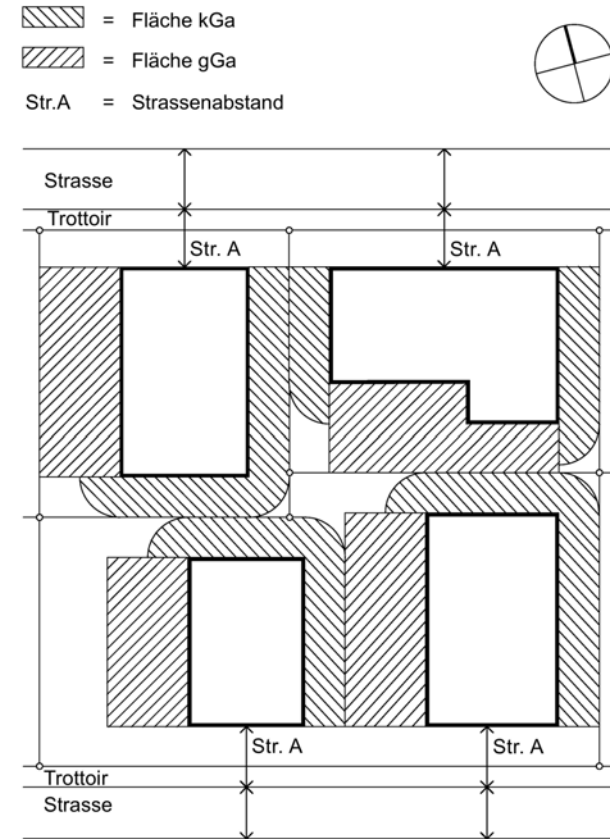 = Fläche kGa
= Fläche gGa
Str.A = Strassenabstand
Strasse
Trottoir
Str. A
Str. A
Str. A
Str. A
Trottoir
Strasse